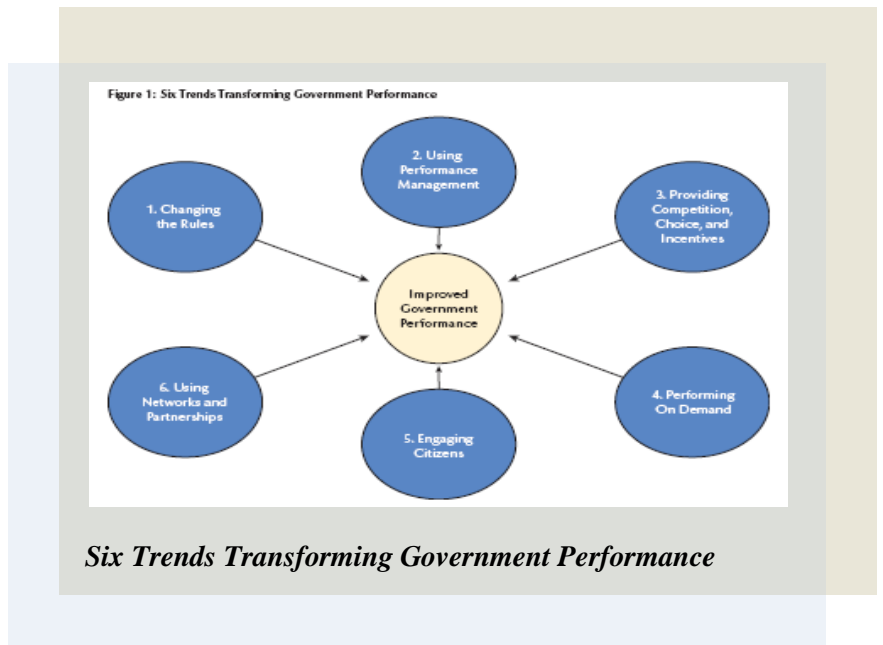 Figure 1: Six Trends Transforming Government Performance
1. Changing
the Rules
2. Using
Performance
Management
3. Providing
Competition,
Choice, and
Incentives
Improved
Government
Performance
4. Performing
On Demand
5. Engaging
Citizens
6. Using
Networks and
Partnerships
Six Trends Transforming Government Performance